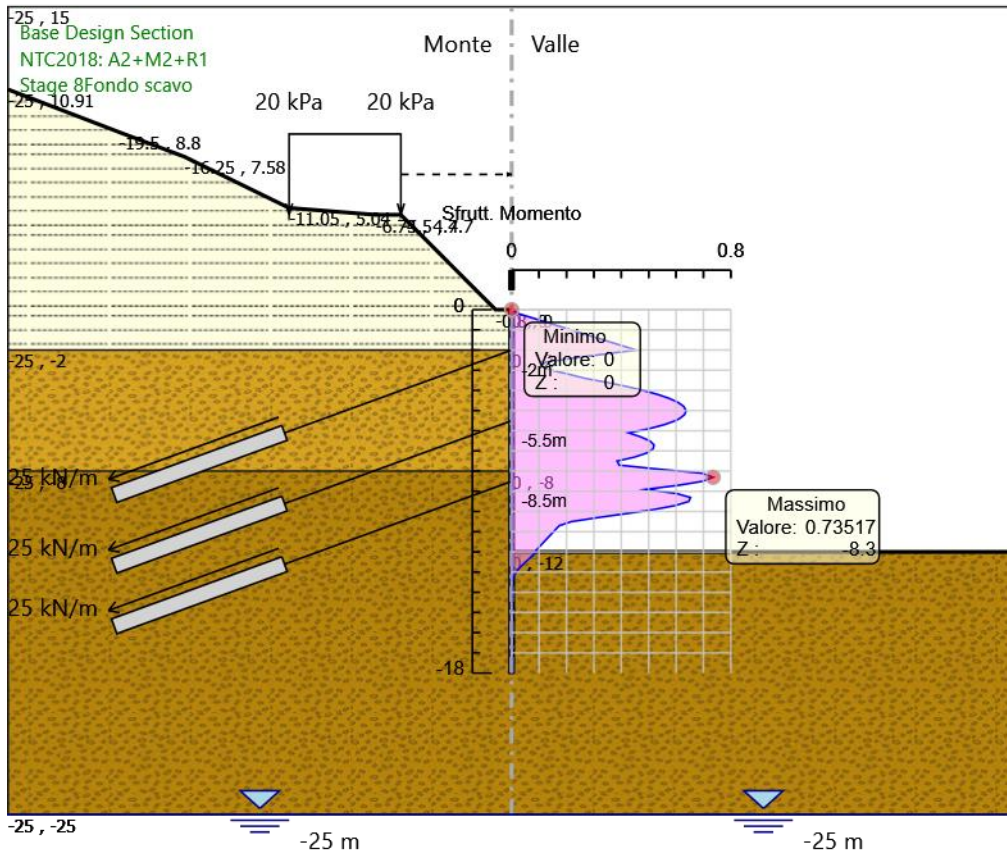 -25 , 15
Base Design Section
NTC2018: A2+M2+R1
Stage 8Fondo scavo
Monte
Valle
-25 , 10.91
20 kPa
20 kPa
-19.5 , 8.8
-16.25 , 7.58
-11.05 , 5.04
Sfrutt. Momento
0
0.8
0
Minimo
Valore: 0
Z : 0
-25 , -2
-2m
-5.5m
25 kN/m
0 , -8
-8.5m
Massimo
Valore: 0.73517
Z : -8.3
25 kN/m
0 , -12
25 kN/m
-18
-25 , -25
-25 m
-25 m